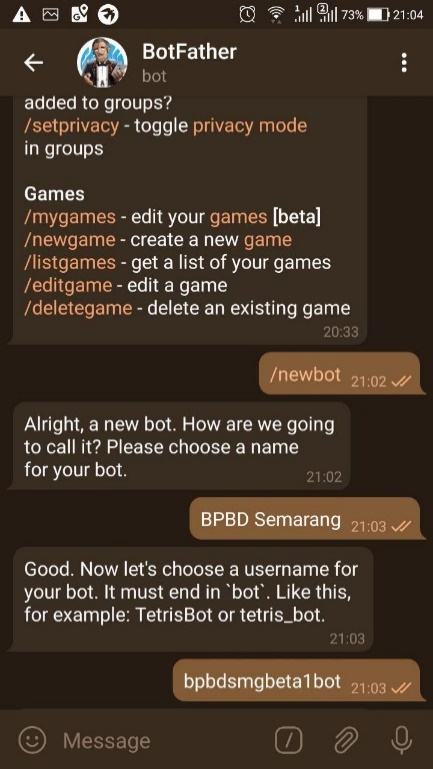 73% 21:04
BotFather
bot
added to groups?
/setprivacy - toggle privacy mode
in groups
Games
/mygames - edit your games [beta]
/newgame - create a new game
/listgames - get a list of your games
/editgame - edit a game
/deletegame - delete an existing game
20:33
/newbot 21:02
Alright, a new bot. How are we going
to call it? Please choose a name
for your bot.
21:02
BPBD Semarang 21:03
Good. Now let's choose a username for
your bot. It must end in `bot`. Like this,
for example: TetrisBot or tetris_bot.
21:03
bpbdsmgbeta1bot 21:03
Message